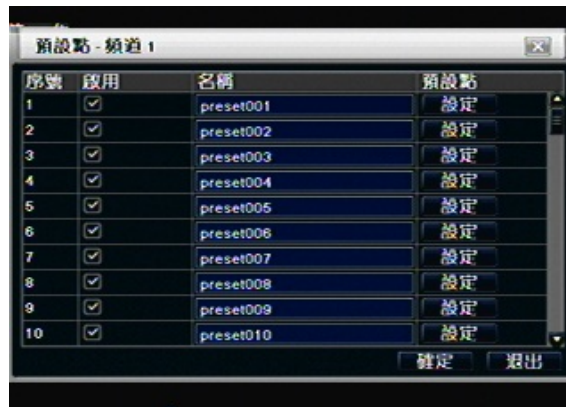 預設點 - 頻道 1
序號 啟用 名稱 預設點
1 preset001 設定
2 preset002 設定
3 preset003 設定
4 preset004 設定
5 preset005 設定
6 preset006 設定
7 preset007 設定
8 preset008 設定
9 preset009 設定
10 preset010 設定
確定 退出